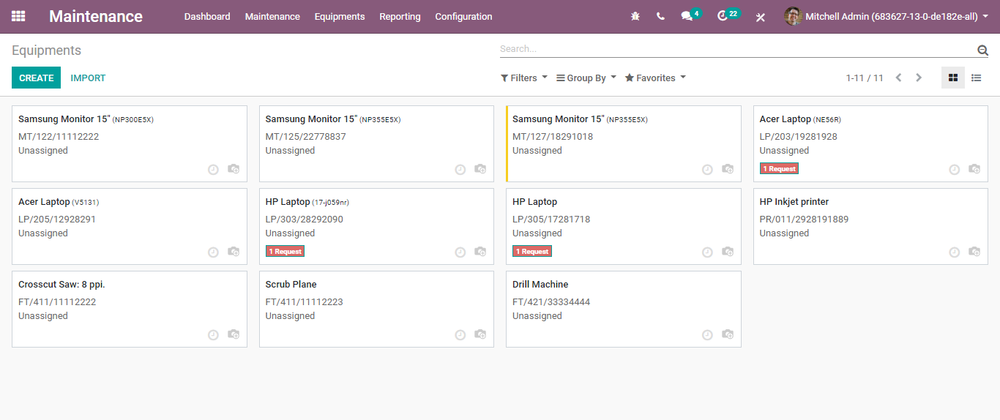 Maintenance
Dashboard Maintenance Equipments Reporting Configuration
4 22 Mitchell Admin (683627-13-0-de182e-all)
Equipments
Search...
CREATE IMPORT
Filters Group By Favorites
1-11 / 11
Samsung Monitor 15" (NP300E5X)
MT/122/11112222
Unassigned
Samsung Monitor 15" (NP355E5X)
MT/125/22778837
Unassigned
Samsung Monitor 15" (NP355E5X)
MT/127/18291018
Unassigned
Acer Laptop (NE56R)
LP/203/19281928
Unassigned
1 Request
Acer Laptop (V5131)
LP/205/12928291
Unassigned
HP Laptop (17-j059nr)
LP/303/28292090
Unassigned
1 Request
HP Laptop
LP/305/17281718
Unassigned
1 Request
HP Inkjet printer
PR/011/2928191889
Unassigned
Crosscut Saw: 8 ppi.
FT/411/11112222
Unassigned
Scrub Plane
FT/411/11112223
Unassigned
Drill Machine
FT/421/33334444
Unassigned